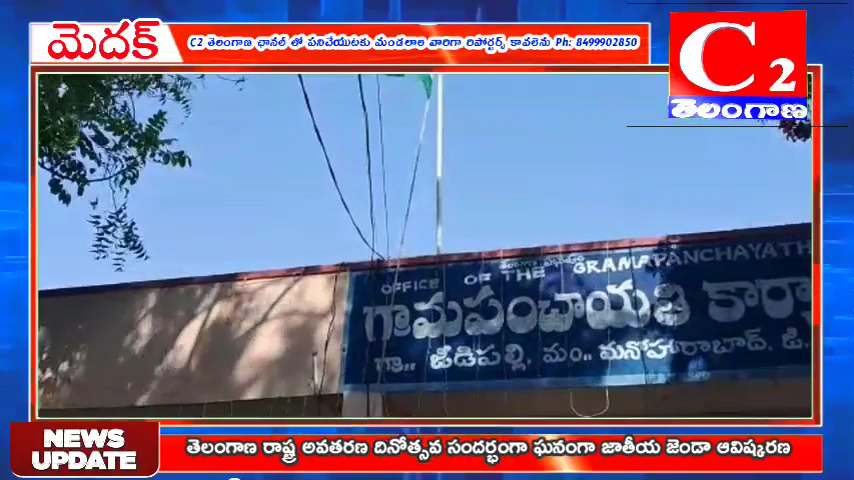 మెదక్
C2 తెలంగాణ ఛానల్ లో పనిచేయుటకు మండలాల వారిగా రిపోర్టర్స్ కావలెను Ph: 8499902850
C2
తెలంగాణ
OFFICE OF THE GRAMAPANCHAYATH
గ్రామపంచాయతి కార్యా
గ్రా.. జీడిపల్లి, మం.. మనోహరాబాద్, జి.
NEWS
UPDATE
తెలంగాణ రాష్ట్ర అవతరణ దినోత్సవ సందర్భంగా ఘనంగా జాతీయ జెండా ఆవిష్కరణ